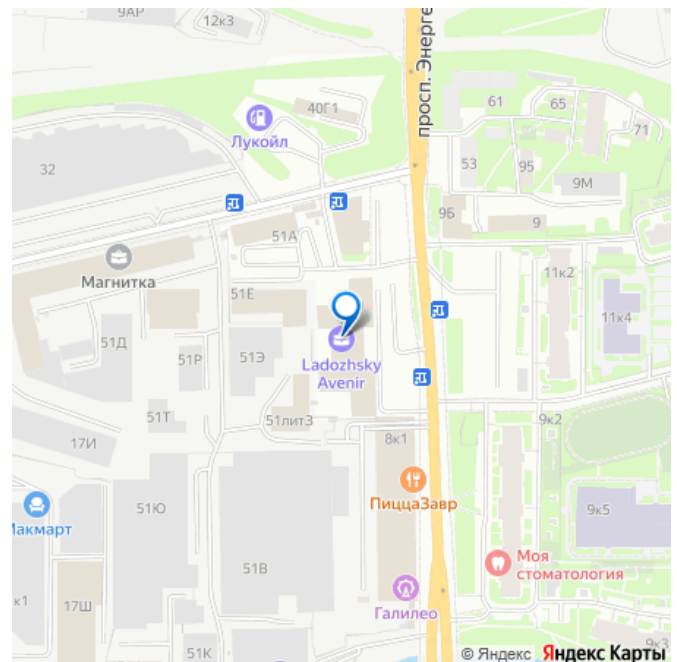 9АР
12к3
просп. Энерге
40Г1
Лукойл
61
65
71
53
95
9М
32
9Б
9
51А
Магнитка
11к2
51Е
11к4
51Д
51Р
51Э
Ladozhsky
Avenir
51Т
51лит3
9к2
17И
8к1
ПиццаЗавр
51Ю
9к5
Макмарт
Моя
стоматология
51В
к1
17Ш
Галилео
51К
9к3
© Яндекс Яндекс Карты